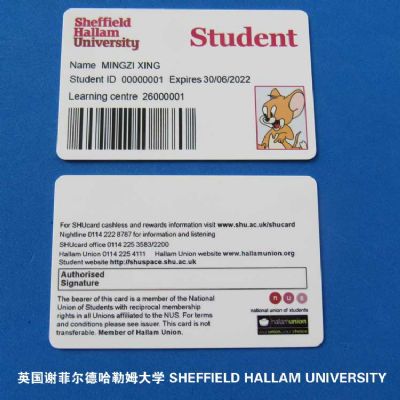 Sheffield
Hallam
University
Student
Name MINGZI XING
Student ID 00000001 Expires 30/06/2022
Learning centre 26000001
For SHUcard cashless and rewards information visit www.shu.ac.uk/shucard
Nightline 0114 222 8787 for information and listening
SHUcard office 0114 225 3583/2200
Hallam Union 0114 225 4111 Hallam Union website www.hallamunion.org
Student website http://shuspace.shu.ac.uk
Authorised
Signature
The bearer of this card is a member of the National
Union of Students with reciprocal membership
rights in all Unions affiliated to the NUS. For terms
and conditions please see issuer. This card is not
transferable. Member of Hallam Union.
nus
national union of students
hallamunion
英国谢菲尔德哈勒姆大学 SHEFFIELD HALLAM UNIVERSITY